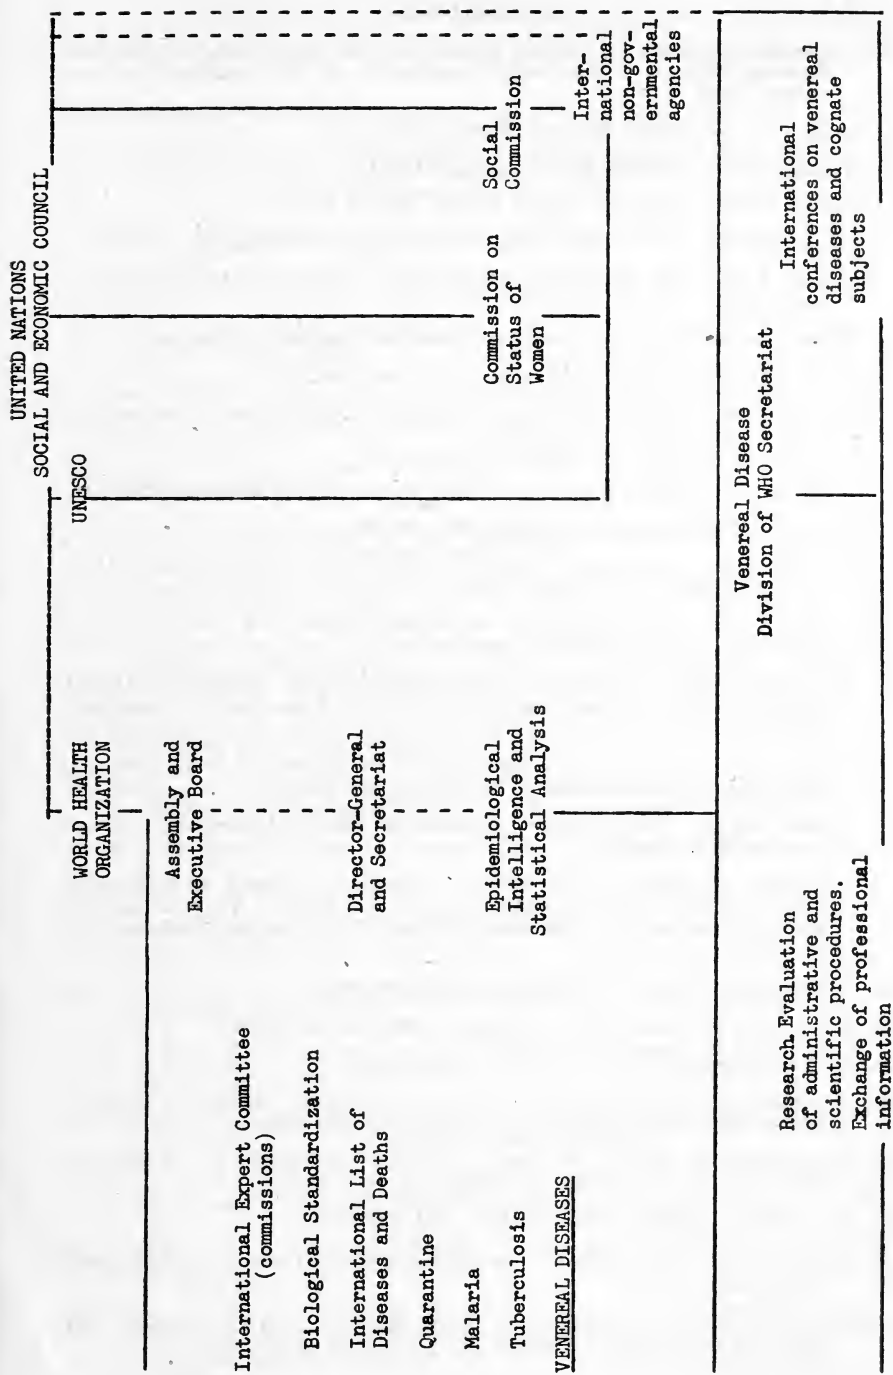 UNITED NATIONS
SOCIAL AND ECONOMIC COUNCIL
WORLD HEALTH
ORGANIZATION
UNESCO
Assembly and
Executive Board
International Expert Committee
(commissions)
Biological Standardization
International List of
Diseases and Deaths
Quarantine
Malaria
Tuberculosis
VENEREAL DISEASES
Director-General
and Secretariat
Epidemiological
Intelligence and
Statistical Analysis
Commission on
Status of
Women
Social
Commission
Inter-
national
non-gov-
ernmental
agencies
Venereal Disease
Division of WHO Secretariat
Research Evaluation
of administrative and
scientific procedures.
Exchange of professional
information
International
conferences on venereal
diseases and cognate
subjects